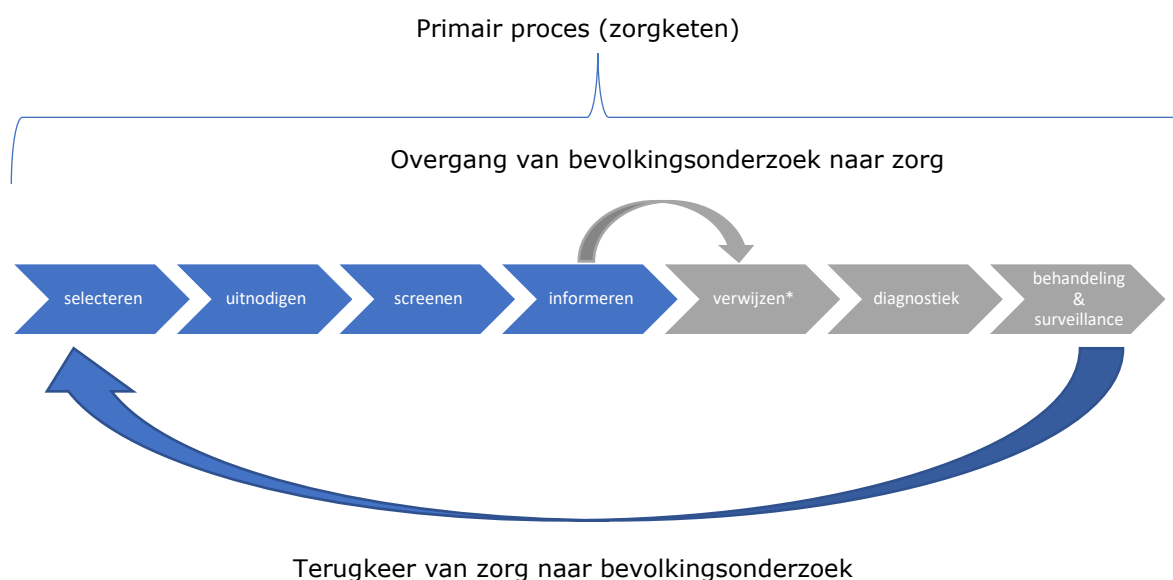 Primair proces (zorgketen)
Overgang van bevolkingsonderzoek naar zorg
selecteren
uitnodigen
screenen
informeren
verwijzen*
diagnostiek
behandeling
&
surveillance
Terugkeer van zorg naar bevolkingsonderzoek